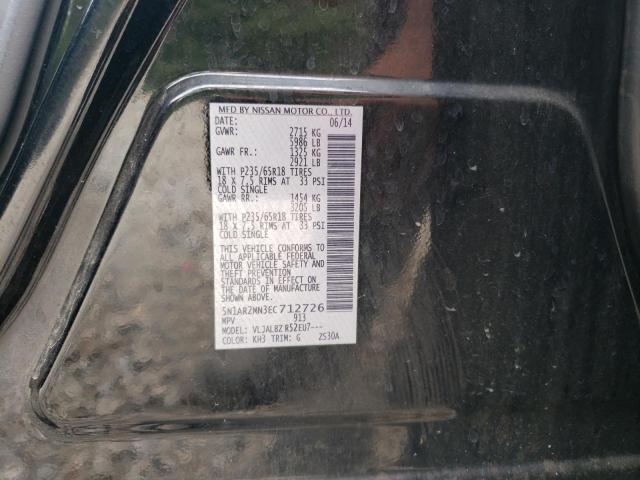 MFD BY NISSAN MOTOR CO., LTD.
DATE: 06/14
GVWR: 2715 KG
5986 LB
GAWR FR.: 1325 KG
2921 LB
WITH P235/65R18 TIRES
18 X 7.5 RIMS AT 33 PSI
COLD SINGLE
GAWR RR.: 1454 KG
3205 LB
WITH P235/65R18 TIRES
18 X 7.5 RIMS AT 33 PSI
COLD SINGLE
THIS VEHICLE CONFORMS TO
ALL APPLICABLE FEDERAL
MOTOR VEHICLE SAFETY AND
THEFT PREVENTION
STANDARDS IN EFFECT ON
THE DATE OF MANUFACTURE
SHOWN ABOVE.
5N1AR2MN3EC712726
MPV 913
MODEL: VLJALBZ R52EU7---
COLOR: KH3 TRIM: G ZS30A